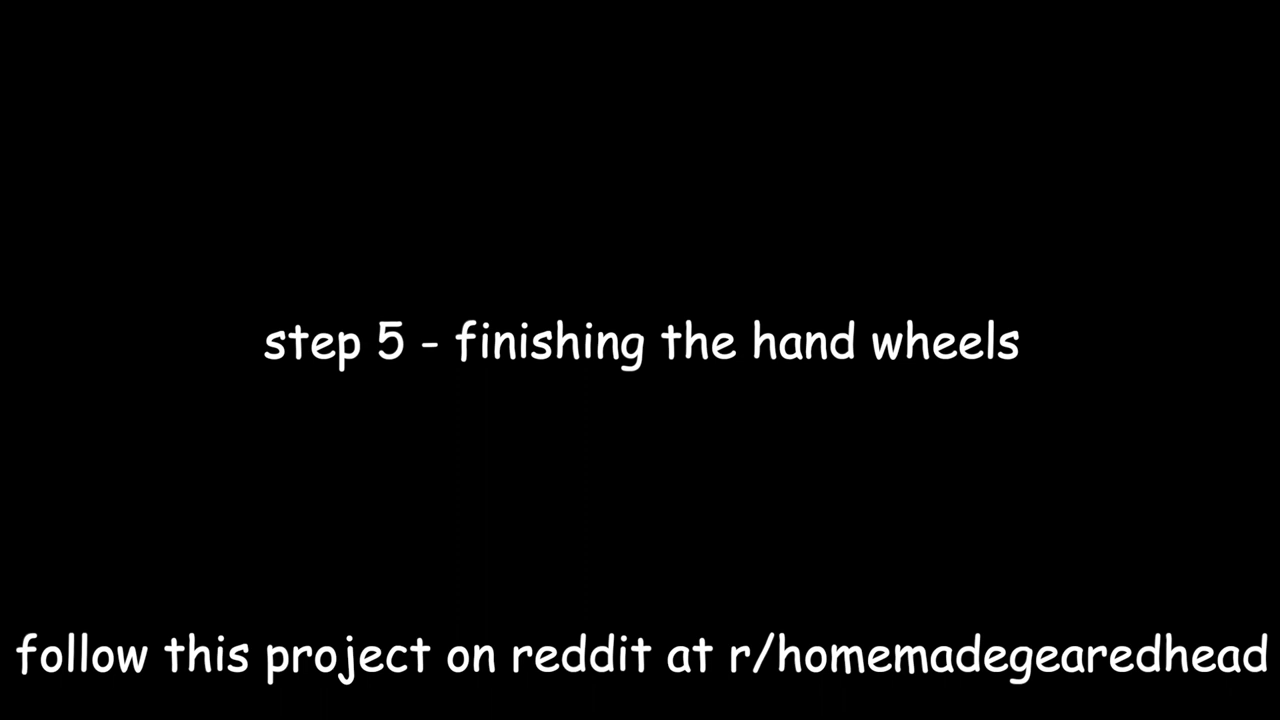 step 5 - finishing the hand wheels
follow this project on reddit at r/homemadegearedhead